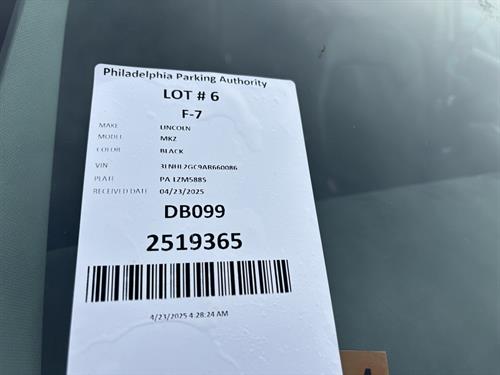 Philadelphia Parking Authority
LOT # 6
F-7
MAKE LINCOLN
MODEL MKZ
COLOR BLACK
VIN 3LNHL2GC9AR660086
PLATE PA LZM5885
RECEIVED DATE 04/23/2025
DB099
2519365
4/23/2025 4:28:24 AM